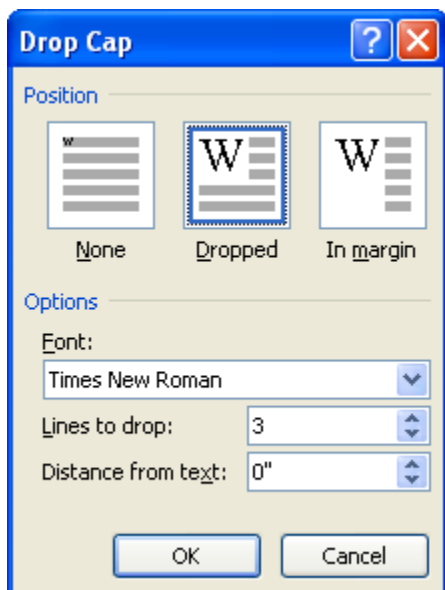 Drop Cap
Position
W W W
None Dropped In margin
Options
Font:
Times New Roman
Lines to drop: 3
Distance from text: 0"
OK Cancel